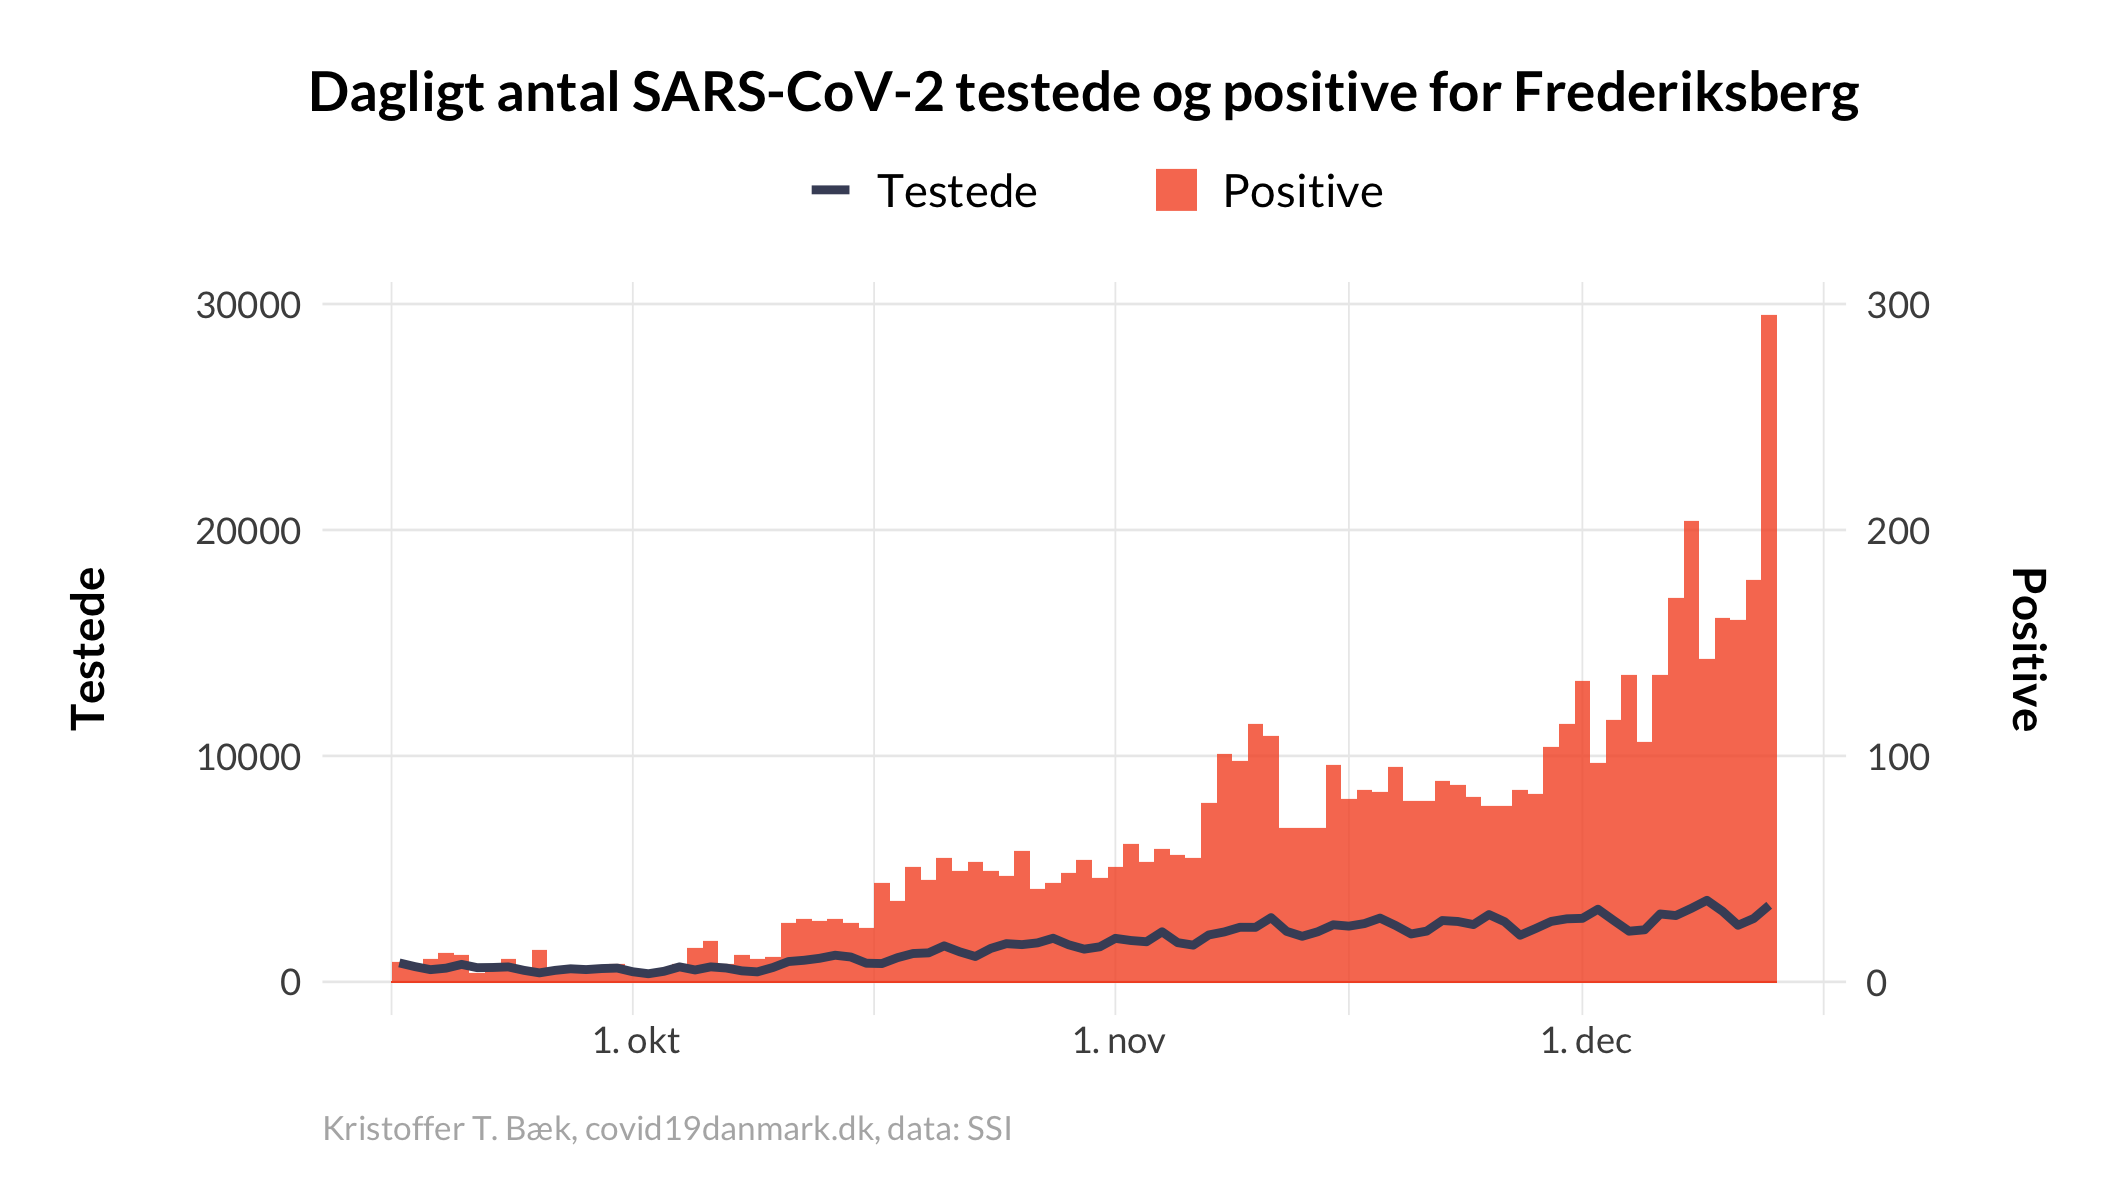 Dagligt antal SARS-CoV-2 testede og positive for Frederiksberg
Testede
Positive
30000
20000
10000
0
300
200
100
0
Testede
Positive
1. okt
1. nov
1. dec
Kristoffer T. Bæk, covid19danmark.dk, data: SSI